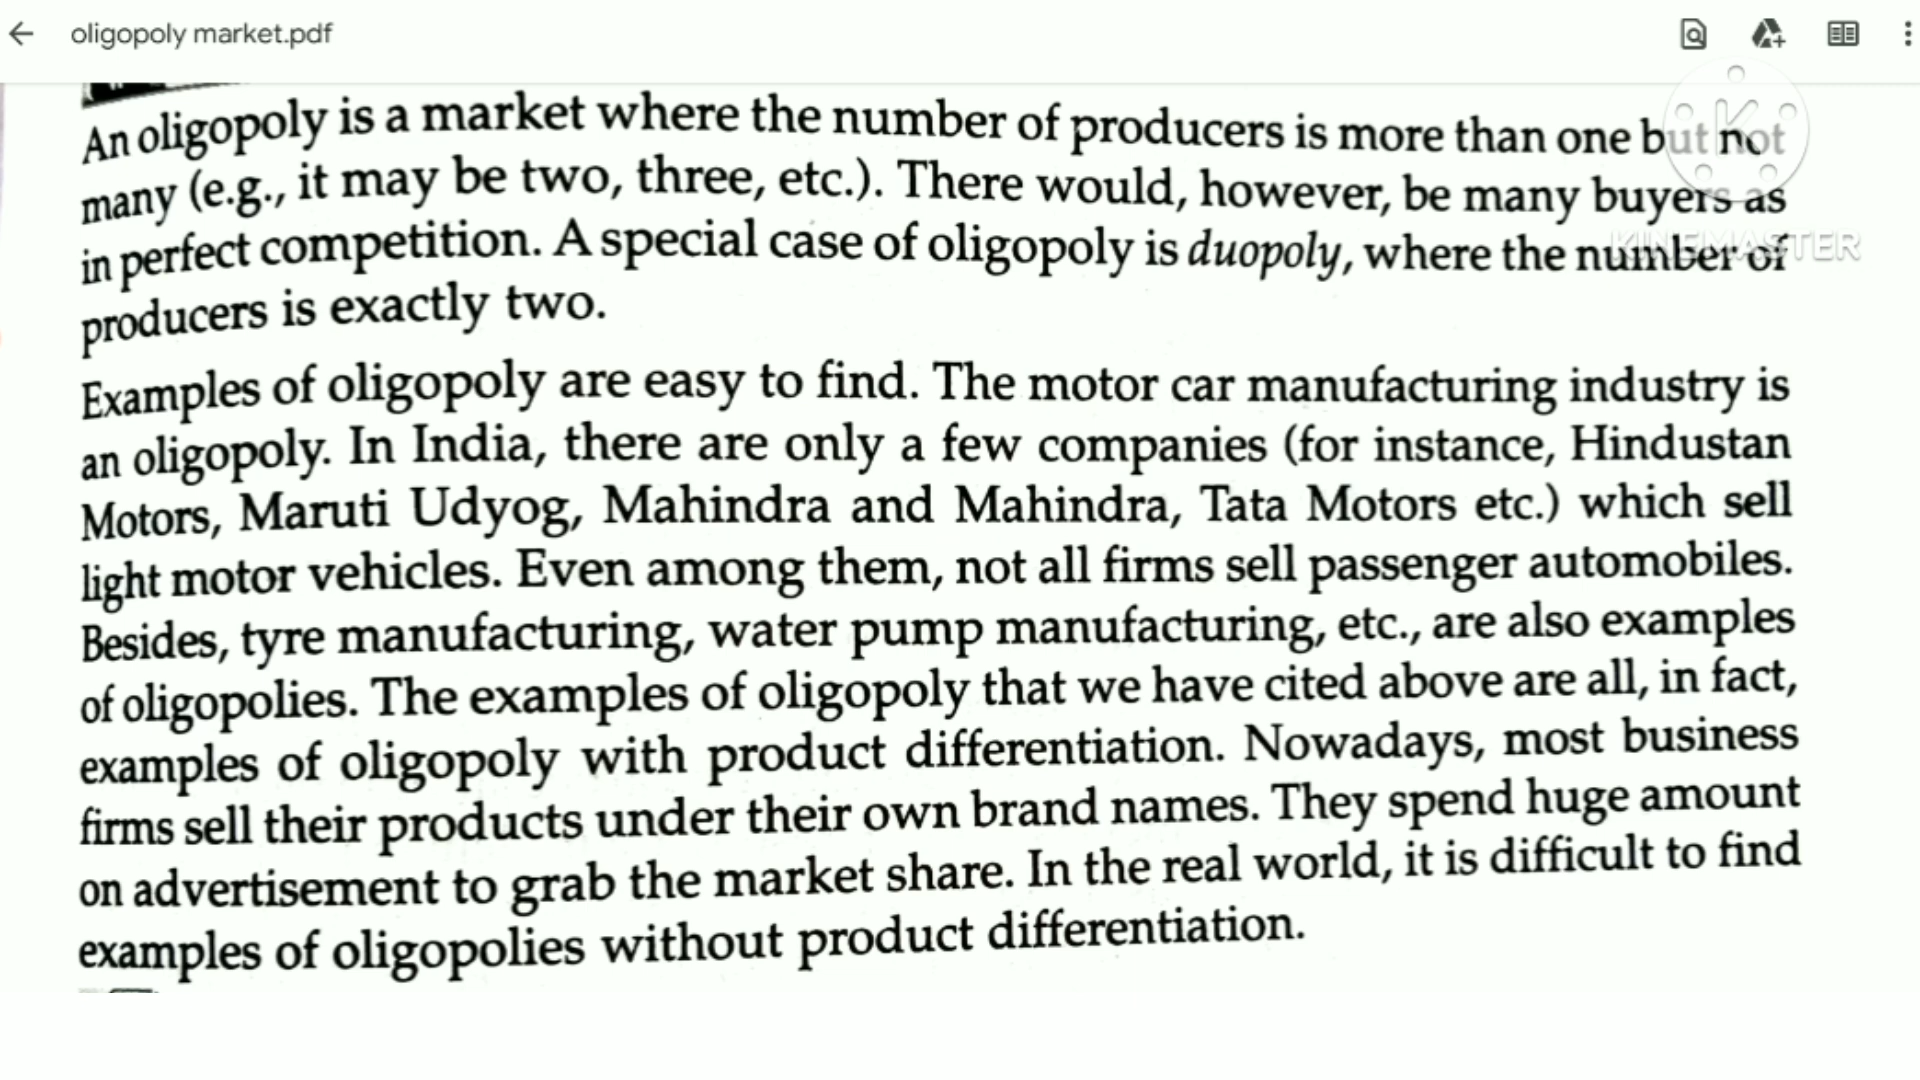 oligopoly market.pdf
An oligopoly is a market where the number of producers is more than one but not
many (e.g., it may be two, three, etc.). There would, however, be many buyers as
in perfect competition. A special case of oligopoly is duopoly, where the number of
producers is exactly two.
KINEMASTER
Examples of oligopoly are easy to find. The motor car manufacturing industry is
an oligopoly. In India, there are only a few companies (for instance, Hindustan
Motors, Maruti Udyog, Mahindra and Mahindra, Tata Motors etc.) which sell
light motor vehicles. Even among them, not all firms sell passenger automobiles.
Besides, tyre manufacturing, water pump manufacturing, etc., are also examples
of oligopolies. The examples of oligopoly that we have cited above are all, in fact,
examples of oligopoly with product differentiation. Nowadays, most business
firms sell their products under their own brand names. They spend huge amount
on advertisement to grab the market share. In the real world, it is difficult to find
examples of oligopolies without product differentiation.